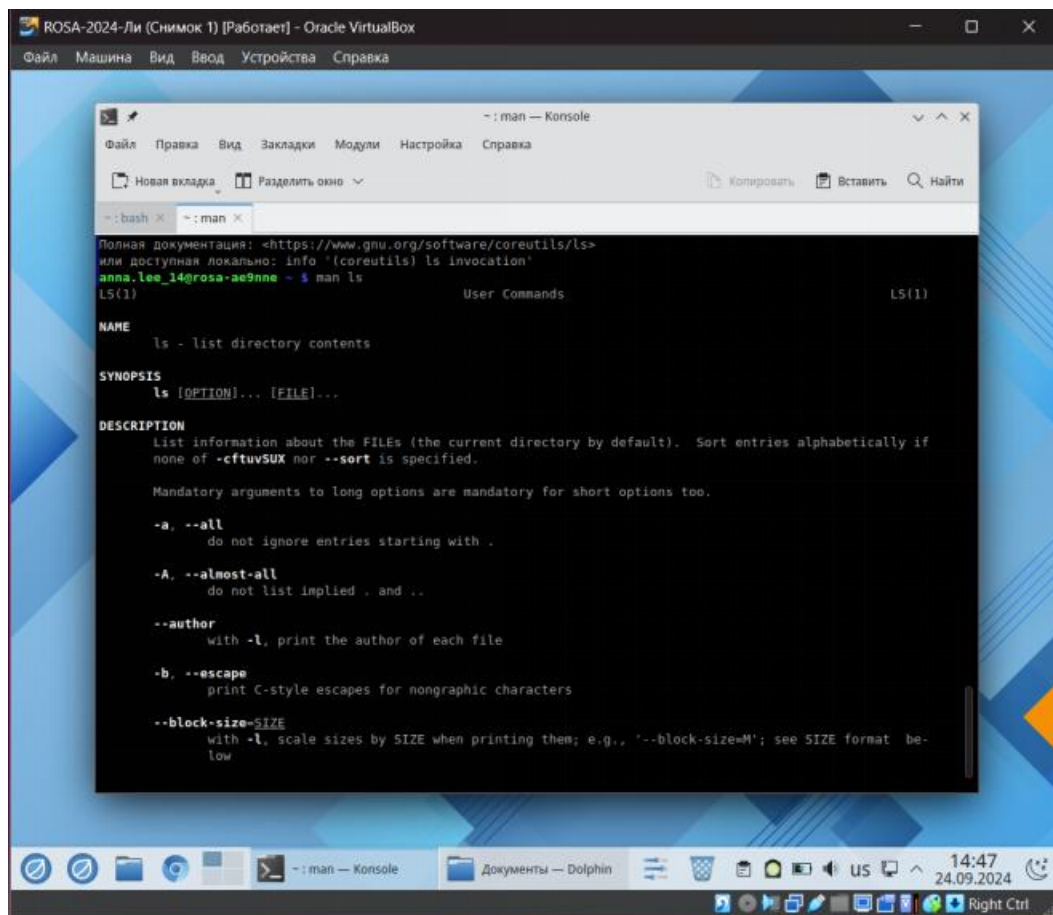 ROSA-2024-Ли (Снимок 1) [Работает] - Oracle VirtualBox
Файл Машина Вид Ввод Устройства Справка
~ : man — Konsole
Файл Правка Вид Закладки Модули Настройка Справка
Новая вкладка Разделить окно Копировать Вставить Найти
~ : bash ~ : man
Полная документация: <https://www.gnu.org/software/coreutils/ls>
или доступная локально: info '(coreutils) ls invocation'
anna.lee_14@rosa-ae9nne ~ $ man ls
LS(1) User Commands LS(1)
NAME
ls - list directory contents
SYNOPSIS
ls [OPTION]... [FILE]...
DESCRIPTION
List information about the FILEs (the current directory by default). Sort entries alphabetically if
none of -cftuvSUX nor --sort is specified.
Mandatory arguments to long options are mandatory for short options too.
-a, --all
do not ignore entries starting with .
-A, --almost-all
do not list implied . and ..
--author
with -l, print the author of each file
-b, --escape
print C-style escapes for nongraphic characters
--block-size=SIZE
with -l, scale sizes by SIZE when printing them; e.g., '--block-size=M'; see SIZE format be-
low
~ : man — Konsole Документы — Dolphin US 14:47
24.09.2024
Right Ctrl